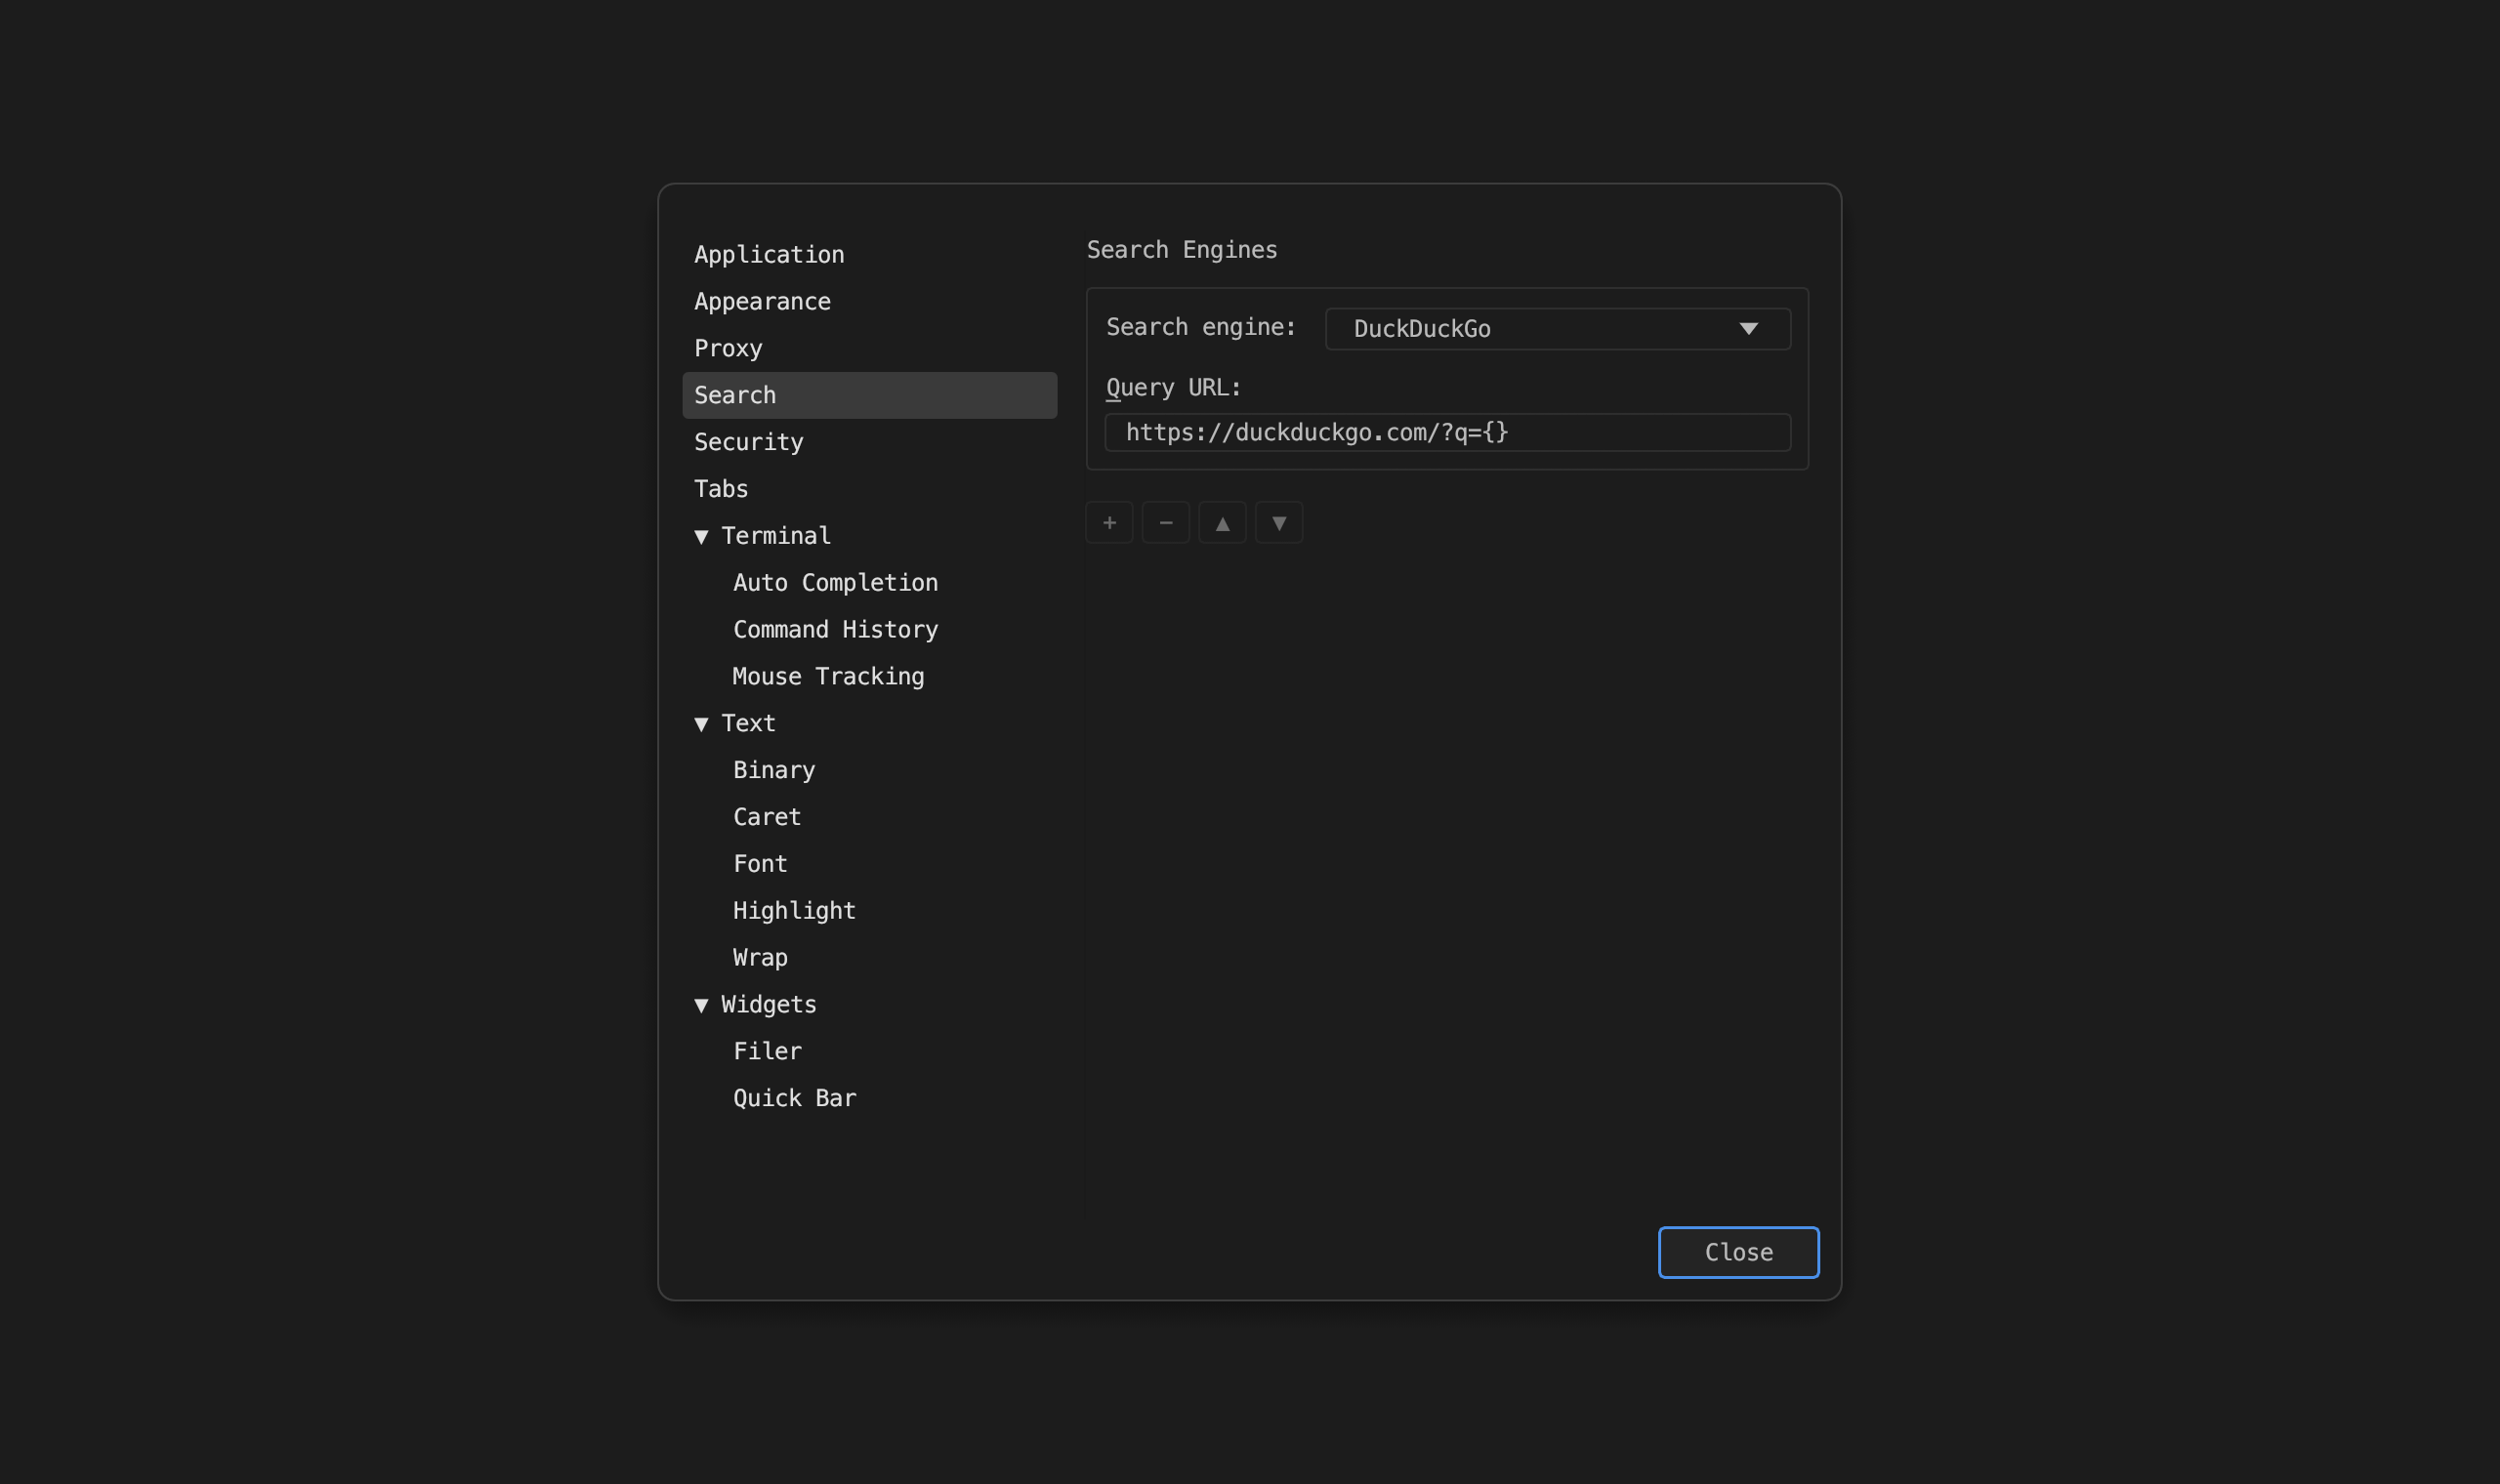 Application
Appearance
Proxy
Search
Security
Tabs
▼ Terminal
Auto Completion
Command History
Mouse Tracking
▼ Text
Binary
Caret
Font
Highlight
Wrap
▼ Widgets
Filer
Quick Bar
Search Engines
Search engine: DuckDuckGo ▼
Query URL:
https://duckduckgo.com/?q={}
+ − ▲ ▼
Close